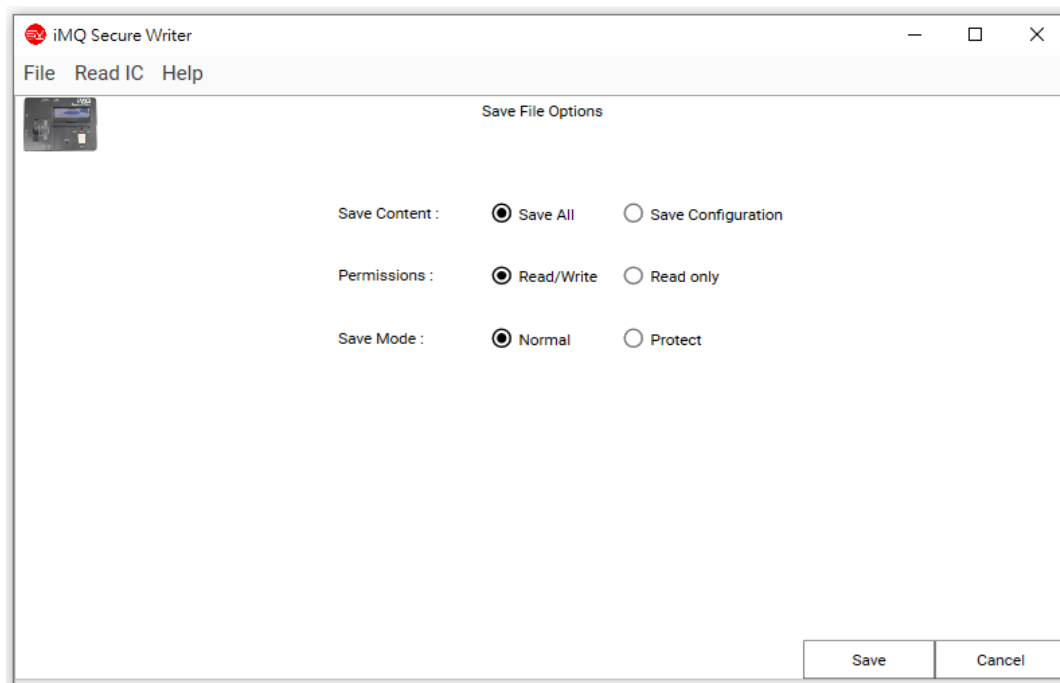 iMQ Secure Writer
File Read IC Help
Save File Options
Save Content : Save All Save Configuration
Permissions : Read/Write Read only
Save Mode : Normal Protect
Save Cancel